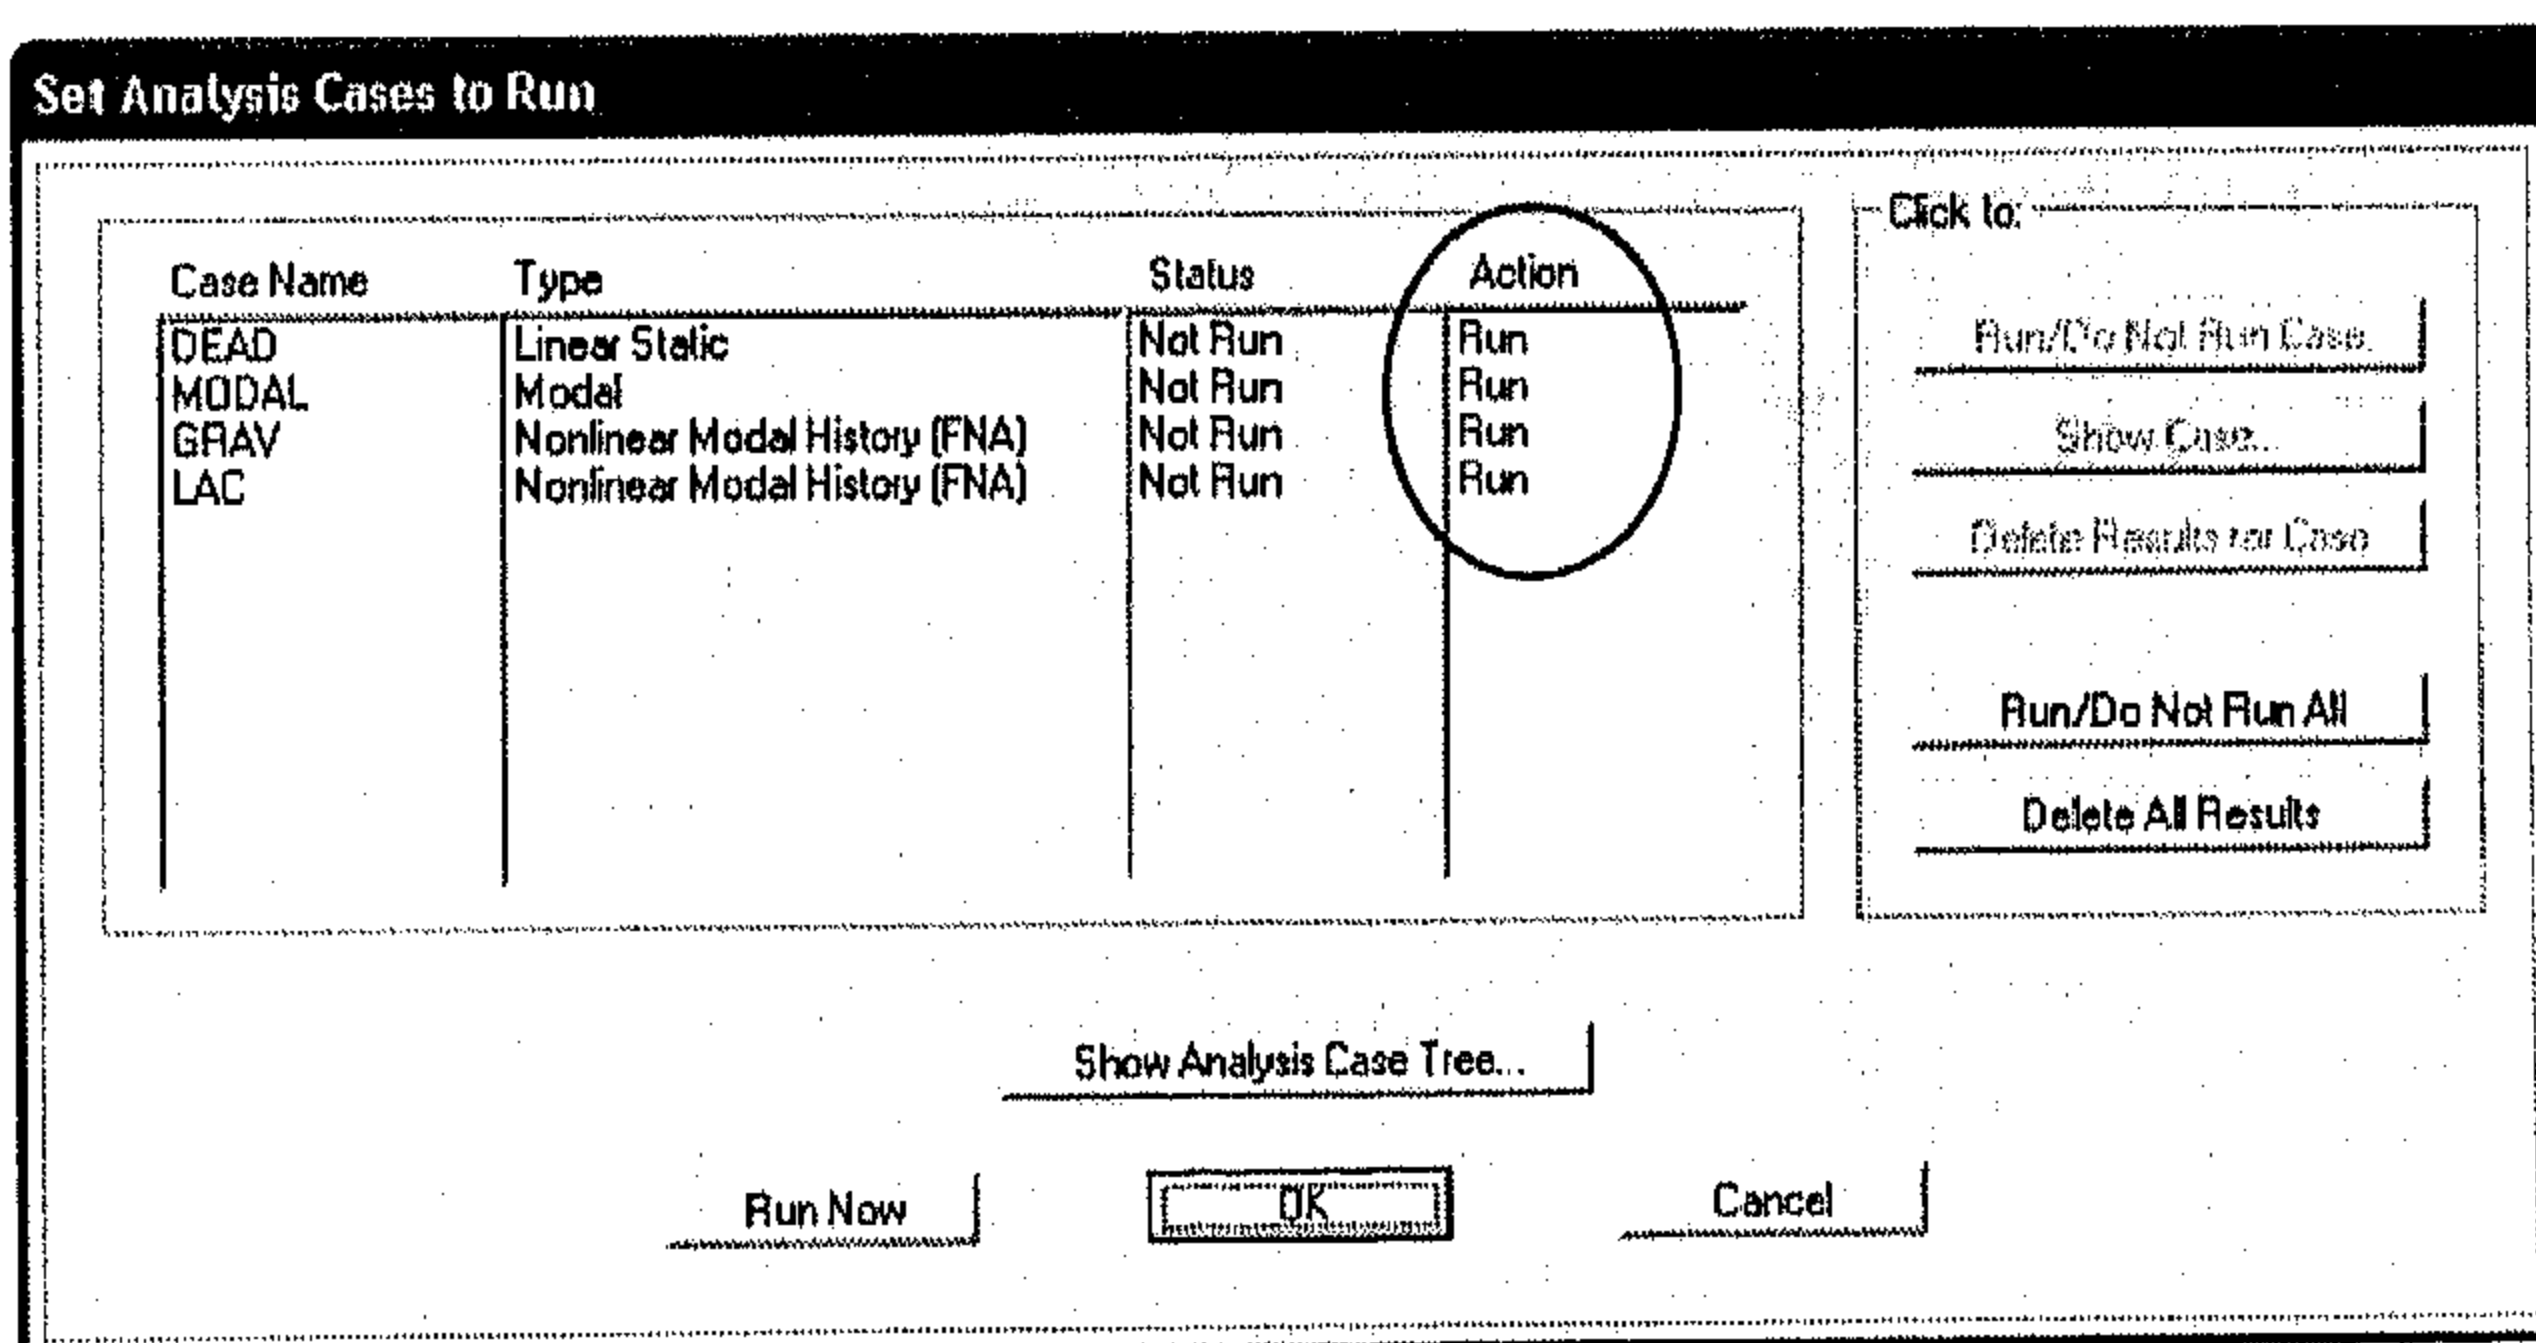 Set Analysis Cases to Run
Click to:
Case Name Type Status Action
DEAD Linear Static Not Run Run
MODAL Modal Not Run Run
GRAV Nonlinear Modal History (FNA) Not Run Run
LAC Nonlinear Modal History (FNA) Not Run Run
Run/Do Not Run Case
Show Case...
Delete Results for Case
Run/Do Not Run All
Delete All Results
Show Analysis Case Tree...
Run Now OK Cancel